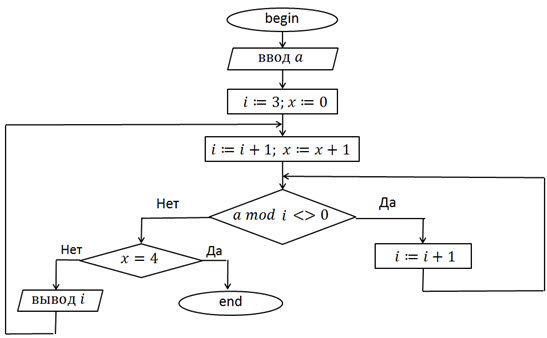 begin
ввод a
i := 3; x := 0
i := i + 1; x := x + 1
a mod i <> 0
Нет
Да
x = 4
Нет
Да
i := i + 1
вывод i
end